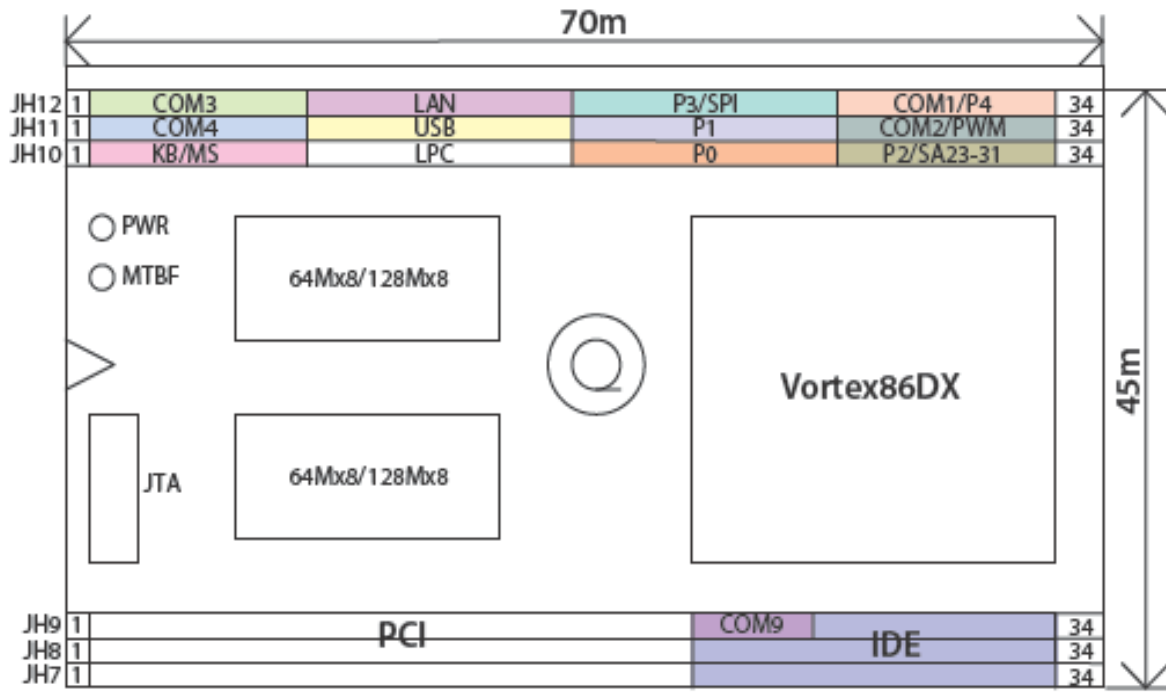 70m
JH12 1 COM3 LAN P3/SPI COM1/P4 34
JH11 1 COM4 USB P1 COM2/PWM 34
JH10 1 KB/MS LPC P0 P2/SA23-31 34
PWR
MTBF
64Mx8/128Mx8
Vortex86DX
45m
JTA
64Mx8/128Mx8
JH9 1 PCI COM9 IDE 34
JH8 1 34
JH7 1 34